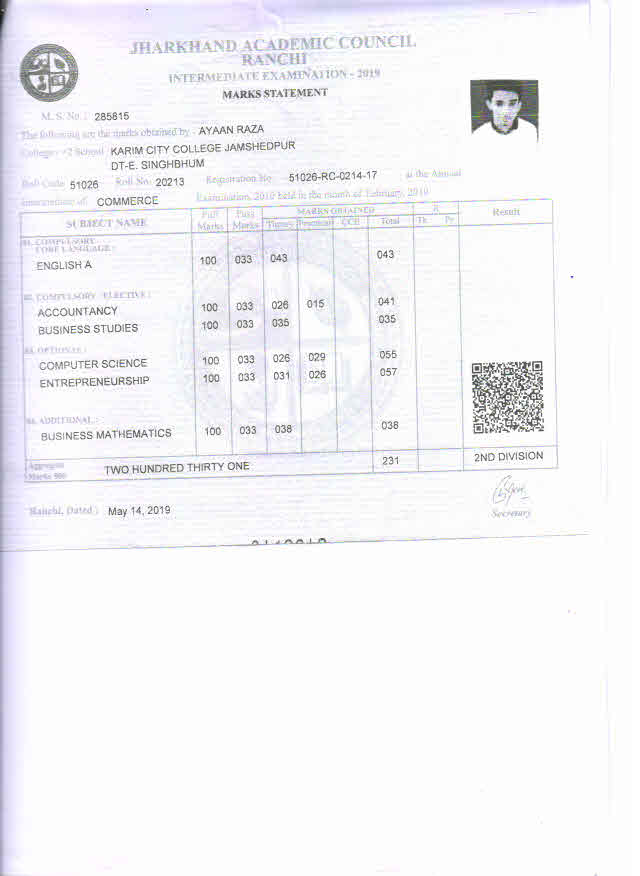 JHARKHAND ACADEMIC COUNCIL
RANCHI
INTERMEDIATE EXAMINATION - 2019
MARKS STATEMENT
M. S. No. : 285815
The following are the marks obtained by : AYAAN RAZA
College / +2 School KARIM CITY COLLEGE JAMSHEDPUR
DT-E. SINGHBHUM
Roll Code 51026 Roll No. 20213 Registration No. 51026-RC-0214-17 at the Annual
Intermediate of COMMERCE Examination, 2019 held in the month of February, 2019
SUBJECT NAME Full Marks Pass Marks MARKS OBTAINED Theory Practical CCE Total R Th. Pr. Result
01. COMPULSORY
CORE LANGUAGE :
ENGLISH A 100 033 043 043
02. COMPULSORY / ELECTIVE :
ACCOUNTANCY 100 033 026 015 041
BUSINESS STUDIES 100 033 035 035
03. OPTIONAL :
COMPUTER SCIENCE 100 033 026 029 055
ENTREPRENEURSHIP 100 033 031 026 057
04. ADDITIONAL :
BUSINESS MATHEMATICS 100 033 038 038
Aggregate Marks 500 TWO HUNDRED THIRTY ONE 231 2ND DIVISION
Ranchi, Dated : May 14, 2019
Secretary